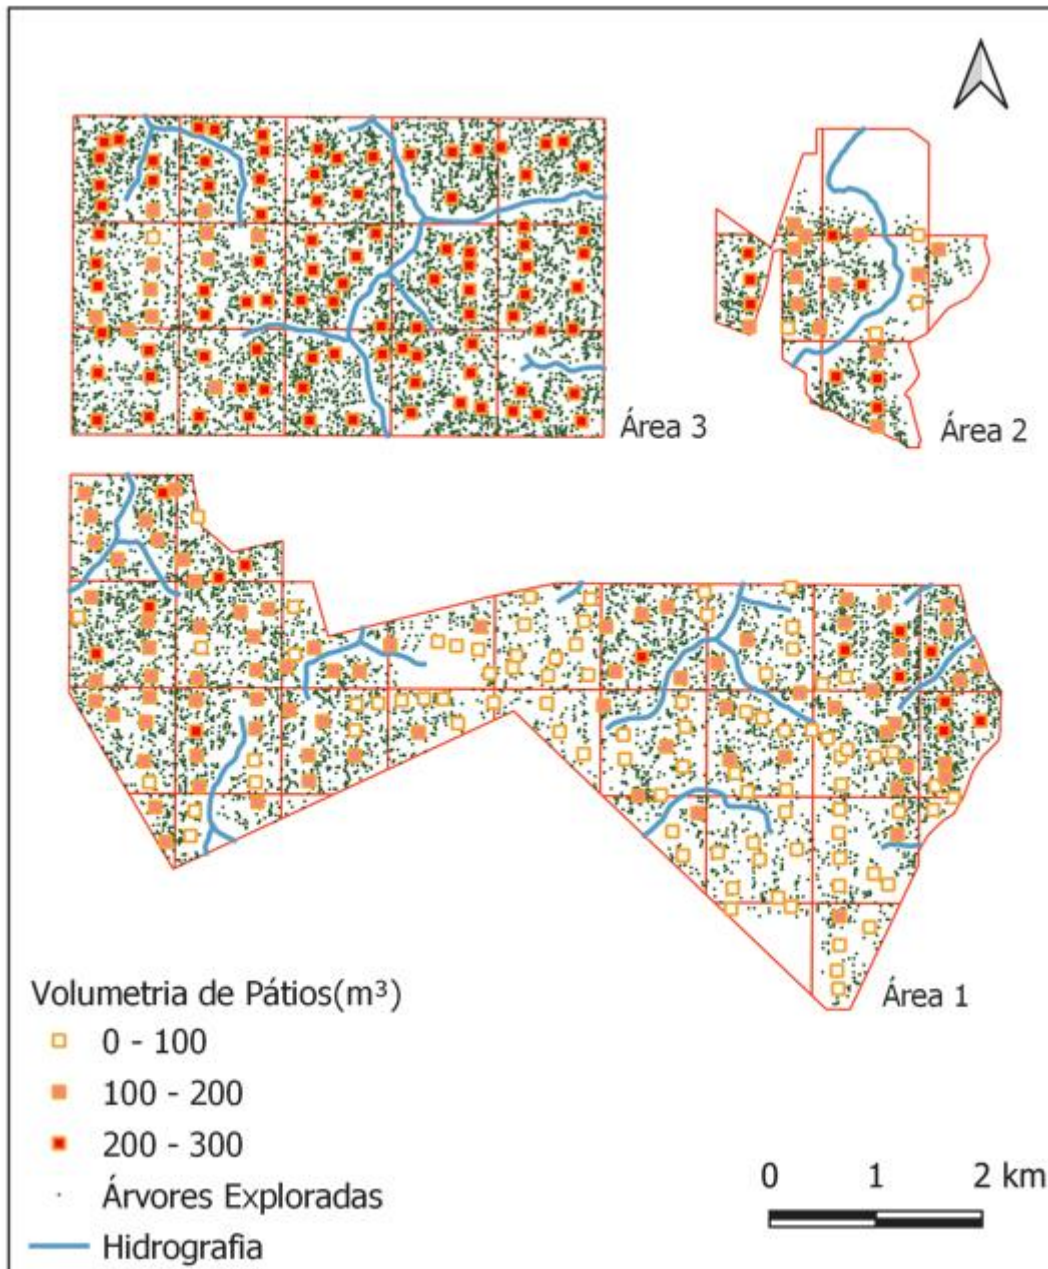 Área 3
Área 2
Área 1
Volumetria de Pátios(m³)
0 - 100
100 - 200
200 - 300
Árvores Exploradas
Hidrografia
0 1 2 km